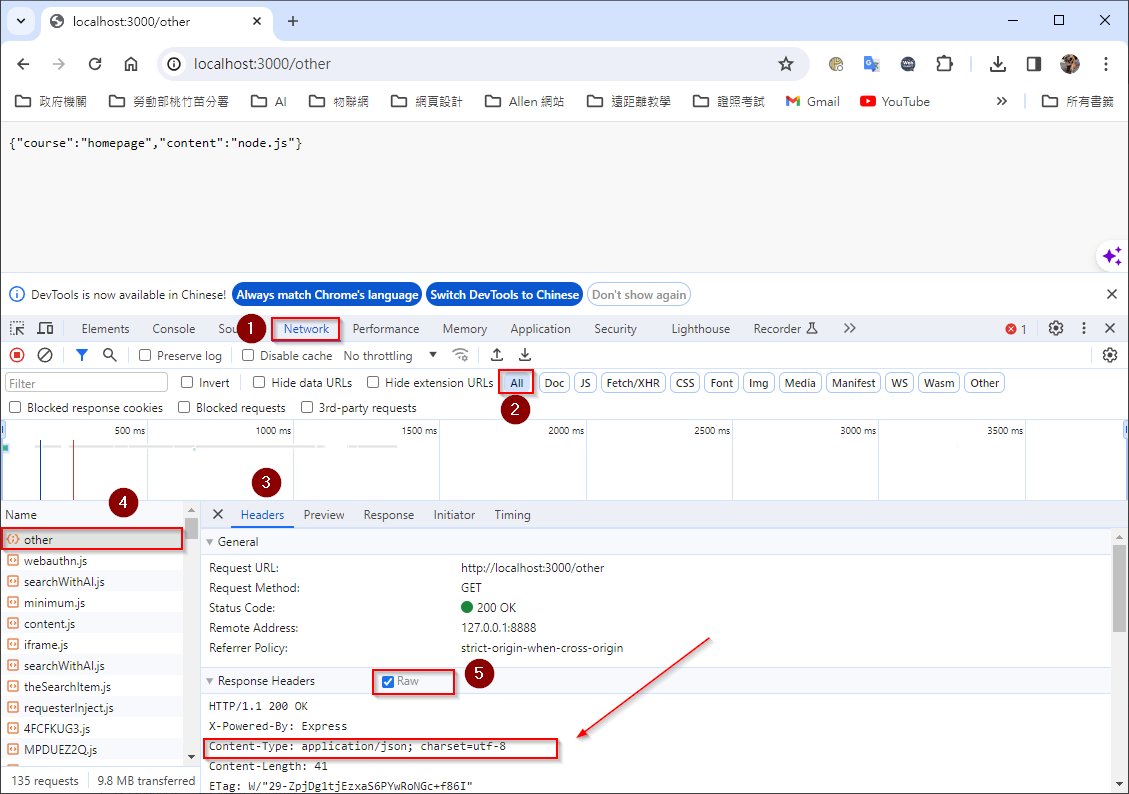 localhost:3000/other
localhost:3000/other
政府機關 勞動部桃竹苗分署 AI 物聯網 網頁設計 Allen 網站 遠距離教學 證照考試 Gmail YouTube 所有書籤
{"course":"homepage","content":"node.js"}
DevTools is now available in Chinese! Always match Chrome's language Switch DevTools to Chinese Don't show again
Elements Console Sou 1 Network Performance Memory Application Security Lighthouse Recorder 1
Preserve log Disable cache No throttling
Filter Invert Hide data URLs Hide extension URLs All Doc JS Fetch/XHR CSS Font Img Media Manifest WS Wasm Other
Blocked response cookies Blocked requests 3rd-party requests 2
500 ms 1000 ms 1500 ms 2000 ms 2500 ms 3000 ms 3500 ms
3
4
Name Headers Preview Response Initiator Timing
other
webauthn.js
searchWithAI.js
minimum.js
content.js
iframe.js
searchWithAI.js
theSearchItem.js
requesterInject.js
4FCFKUG3.js
MPDUEZ2Q.js
135 requests 9.8 MB transferred
General
Request URL: http://localhost:3000/other
Request Method: GET
Status Code: 200 OK
Remote Address: 127.0.0.1:8888
Referrer Policy: strict-origin-when-cross-origin
Response Headers Raw 5
HTTP/1.1 200 OK
X-Powered-By: Express
Content-Type: application/json; charset=utf-8
Content-Length: 41
ETag: W/"29-ZpjDg1tjEzxaS6PYwRoNGc+f86I"